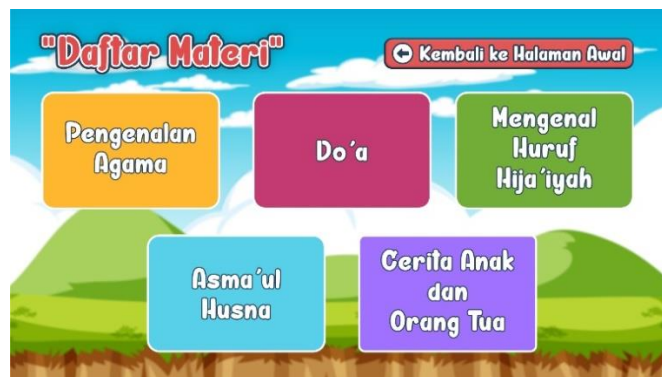 "Daftar Materi"
Kembali ke Halaman Awal
Pengenalan
Agama
Do'a
Mengenal
Huruf
Hija'iyah
Asma'ul
Husna
Cerita Anak
dan
Orang Tua